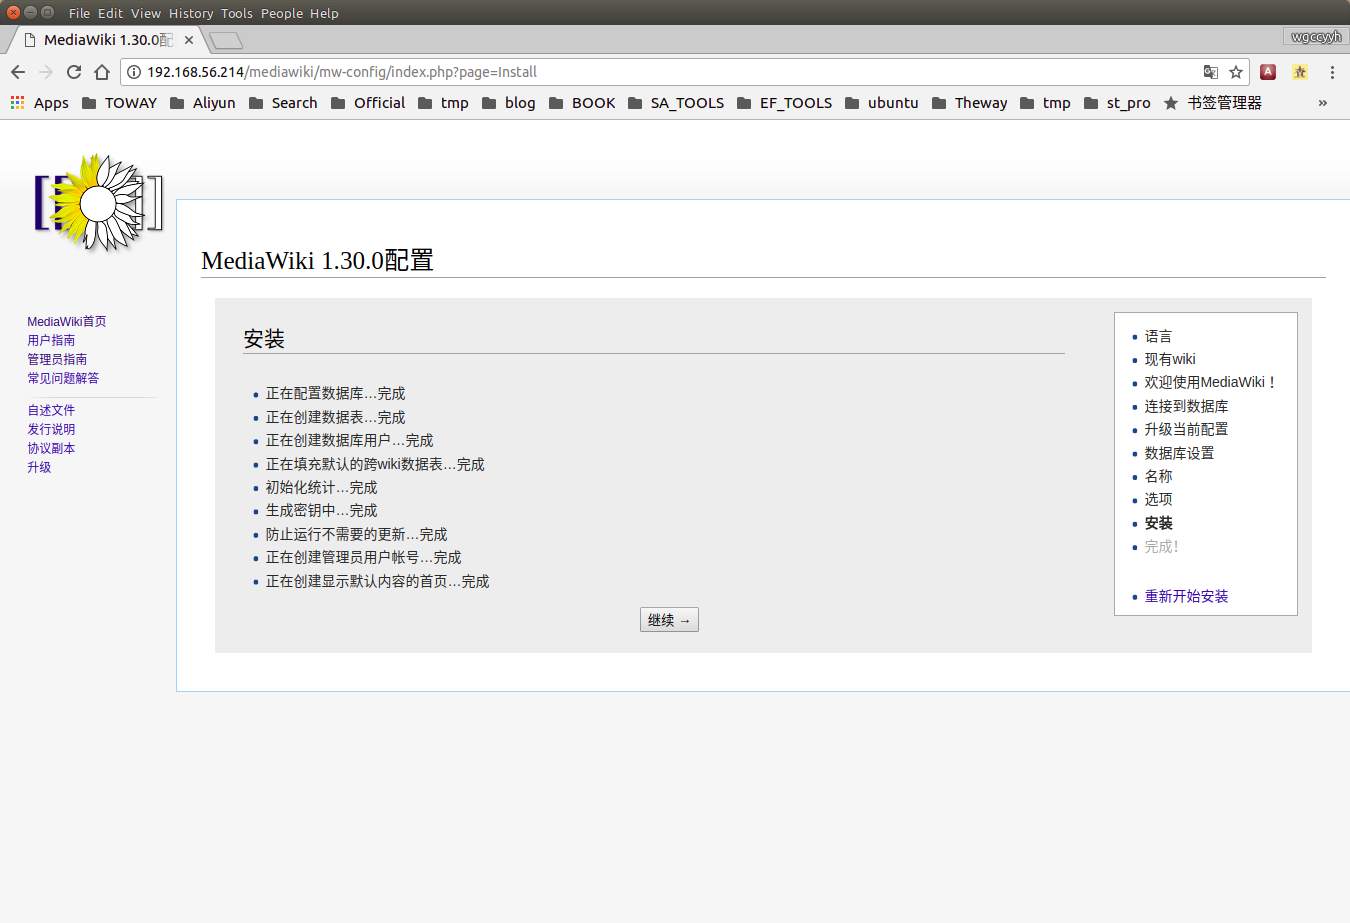 File Edit View History Tools People Help
MediaWiki 1.30.0配
wgccyyh
192.168.56.214/mediawiki/mw-config/index.php?page=Install
Apps TOWAY Aliyun Search Official tmp blog BOOK SA_TOOLS EF_TOOLS ubuntu Theway tmp st_pro 书签管理器 »
MediaWiki 1.30.0配置
MediaWiki首页
用户指南
管理员指南
常见问题解答
自述文件
发行说明
协议副本
升级
安装
正在配置数据库…完成
正在创建数据表…完成
正在创建数据库用户…完成
正在填充默认的跨wiki数据表…完成
初始化统计…完成
生成密钥中…完成
防止运行不需要的更新…完成
正在创建管理员用户帐号…完成
正在创建显示默认内容的首页…完成
继续 →
语言
现有wiki
欢迎使用MediaWiki！
连接到数据库
升级当前配置
数据库设置
名称
选项
安装
完成！
重新开始安装